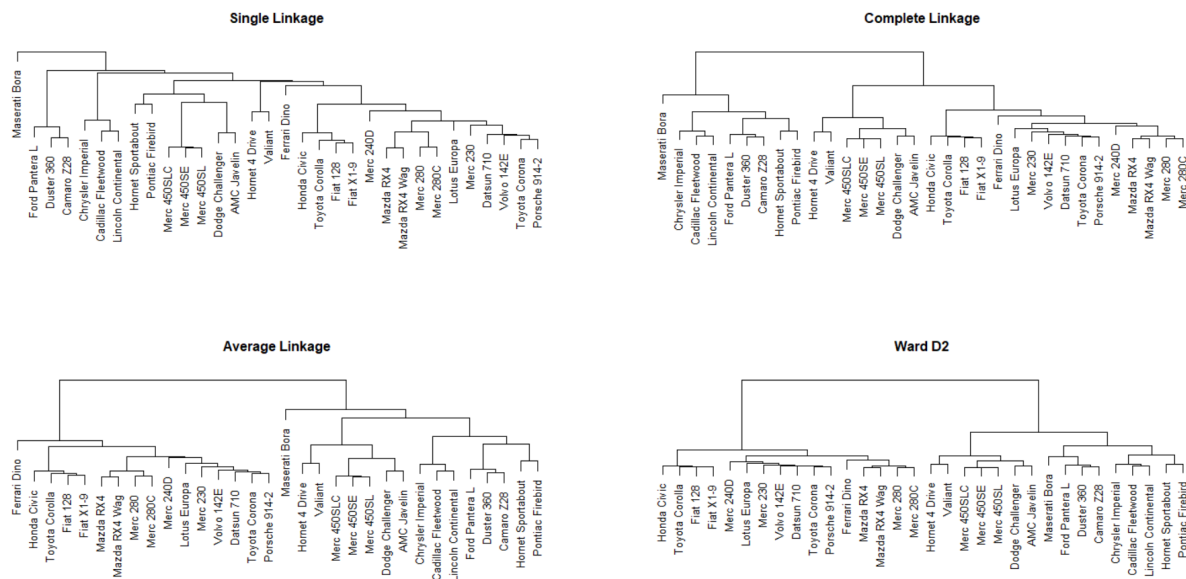 Single Linkage
Maserati Bora
Ford Pantera L
Duster 360
Camaro Z28
Chrysler Imperial
Cadillac Fleetwood
Lincoln Continental
Hornet Sportabout
Pontiac Firebird
Merc 450SLC
Merc 450SE
Merc 450SL
Dodge Challenger
AMC Javelin
Hornet 4 Drive
Valiant
Ferrari Dino
Honda Civic
Toyota Corolla
Fiat 128
Fiat X1-9
Merc 240D
Mazda RX4
Mazda RX4 Wag
Merc 280
Merc 280C
Lotus Europa
Merc 230
Datsun 710
Volvo 142E
Toyota Corona
Porsche 914-2
Complete Linkage
Maserati Bora
Chrysler Imperial
Cadillac Fleetwood
Lincoln Continental
Ford Pantera L
Duster 360
Camaro Z28
Hornet Sportabout
Pontiac Firebird
Hornet 4 Drive
Valiant
Merc 450SLC
Merc 450SE
Merc 450SL
Dodge Challenger
AMC Javelin
Honda Civic
Toyota Corolla
Fiat 128
Fiat X1-9
Ferrari Dino
Lotus Europa
Merc 230
Volvo 142E
Datsun 710
Toyota Corona
Porsche 914-2
Merc 240D
Mazda RX4
Mazda RX4 Wag
Merc 280
Merc 280C
Average Linkage
Ferrari Dino
Honda Civic
Toyota Corolla
Fiat 128
Fiat X1-9
Mazda RX4
Mazda RX4 Wag
Merc 280
Merc 280C
Merc 240D
Lotus Europa
Merc 230
Volvo 142E
Datsun 710
Toyota Corona
Porsche 914-2
Maserati Bora
Hornet 4 Drive
Valiant
Merc 450SLC
Merc 450SE
Merc 450SL
Dodge Challenger
AMC Javelin
Chrysler Imperial
Cadillac Fleetwood
Lincoln Continental
Ford Pantera L
Duster 360
Camaro Z28
Hornet Sportabout
Pontiac Firebird
Ward D2
Honda Civic
Toyota Corolla
Fiat 128
Fiat X1-9
Merc 240D
Lotus Europa
Merc 230
Volvo 142E
Datsun 710
Toyota Corona
Porsche 914-2
Ferrari Dino
Mazda RX4
Mazda RX4 Wag
Merc 280
Merc 280C
Hornet 4 Drive
Valiant
Merc 450SLC
Merc 450SE
Merc 450SL
Dodge Challenger
AMC Javelin
Maserati Bora
Ford Pantera L
Duster 360
Camaro Z28
Chrysler Imperial
Cadillac Fleetwood
Lincoln Continental
Hornet Sportabout
Pontiac Firebird